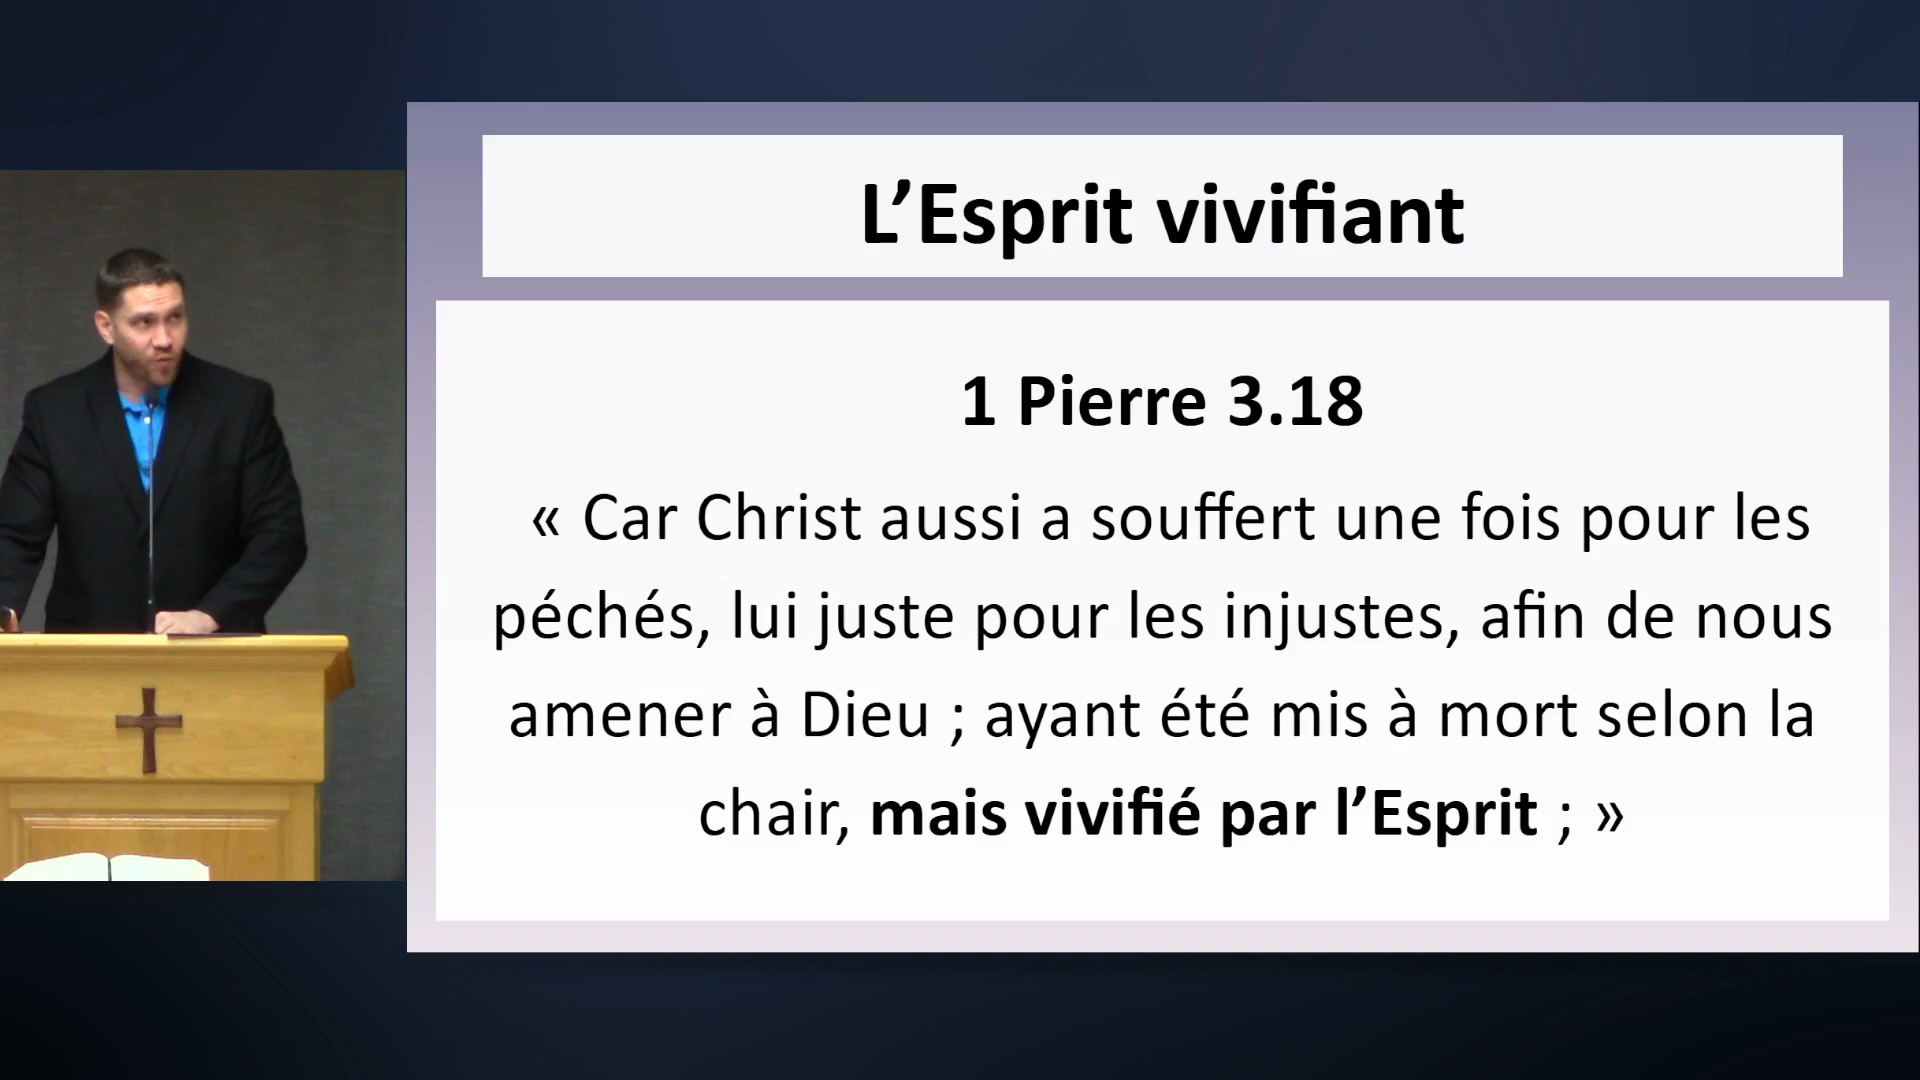 L’Esprit vivifiant
1 Pierre 3.18
« Car Christ aussi a souffert une fois pour les
péchés, lui juste pour les injustes, afin de nous
amener à Dieu ; ayant été mis à mort selon la
chair, mais vivifié par l’Esprit ; »